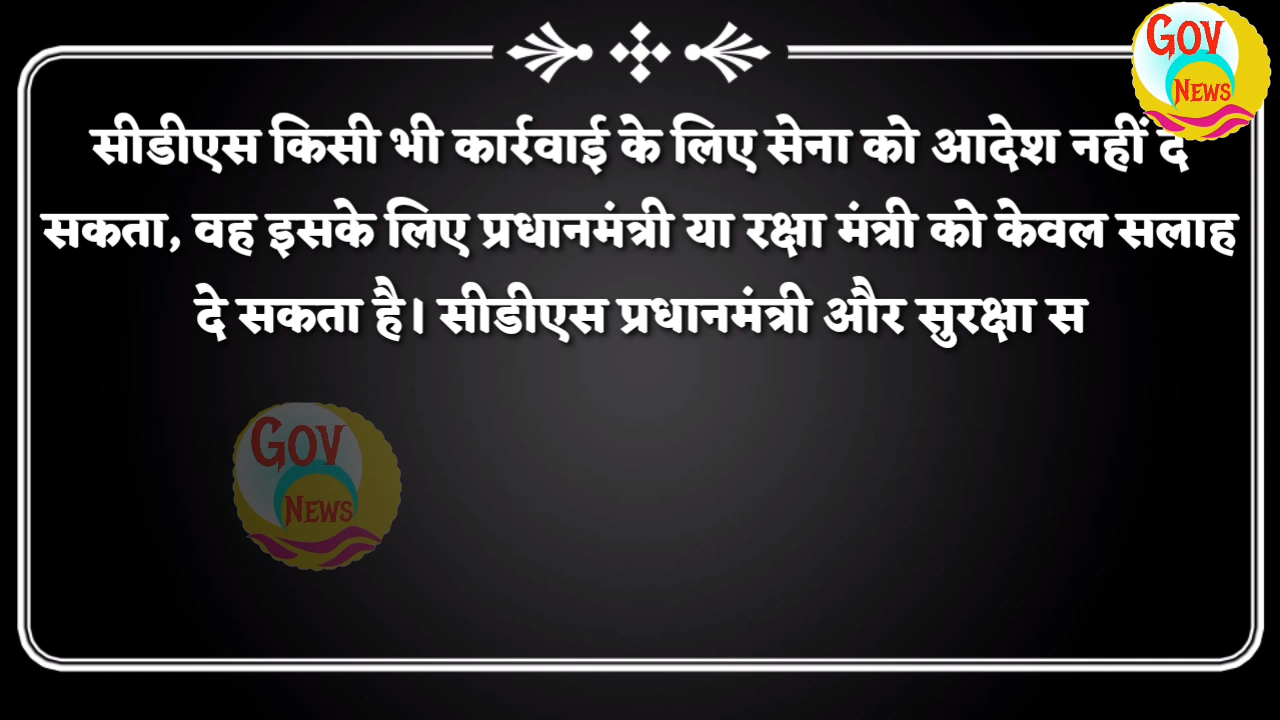 GOV
NEWS
सीडीएस किसी भी कार्रवाई के लिए सेना को आदेश नहीं दे
सकता, वह इसके लिए प्रधानमंत्री या रक्षा मंत्री को केवल सलाह
दे सकता है। सीडीएस प्रधानमंत्री और सुरक्षा स
GOV
NEWS